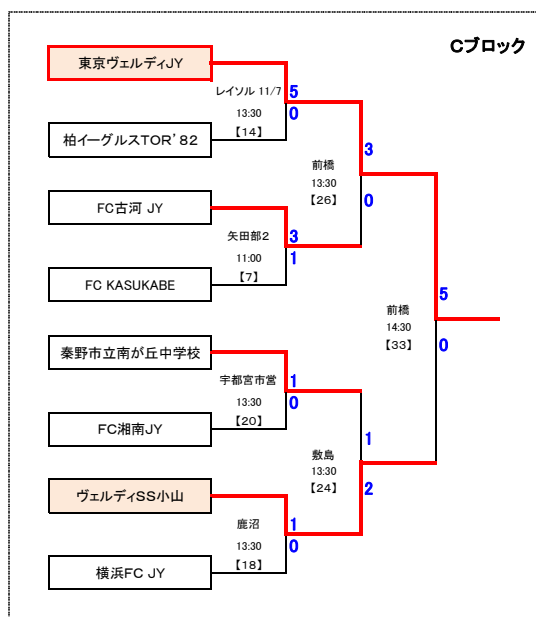 Cブロック
東京ヴェルディJY
レイソル 11/7
5
13:30
0
【14】
柏イーグルスTOR'82
3
前橋
13:30
【26】
0
FC古河 JY
矢田部2
3
11:00
1
【7】
FC KASUKABE
5
前橋
14:30
【33】
0
秦野市立南が丘中学校
宇都宮市営
1
13:30
0
【20】
FC湘南JY
1
敷島
13:30
【24】
2
ヴェルディSS小山
鹿沼
1
13:30
0
【18】
横浜FC JY